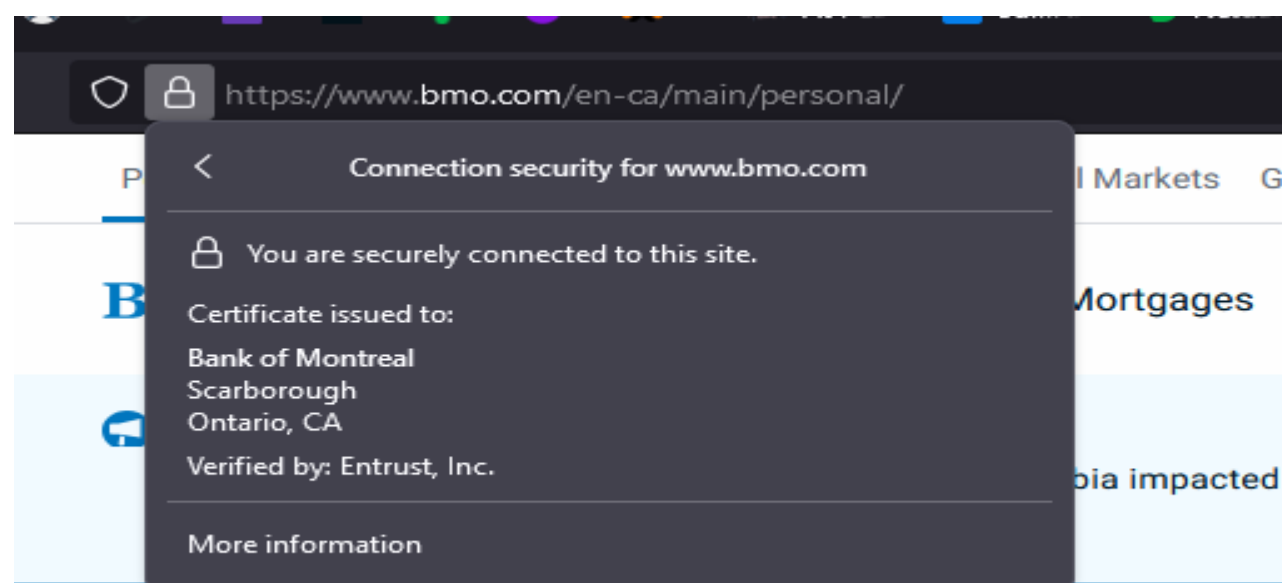 https://www.bmo.com/en-ca/main/personal/
Connection security for www.bmo.com
Markets
You are securely connected to this site.
B
Mortgages
Certificate issued to:
Bank of Montreal
Scarborough
Ontario, CA
Verified by: Entrust, Inc.
impacted
More information